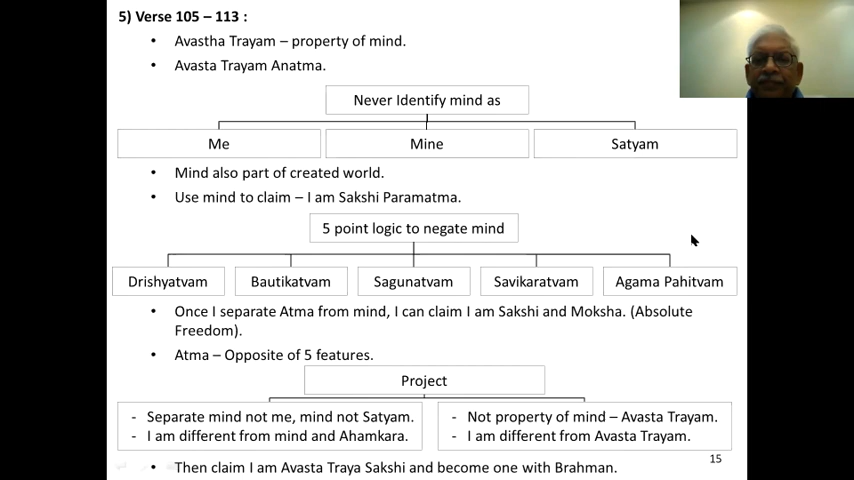 5) Verse 105 – 113 :
• Avastha Trayam – property of mind.
• Avasta Trayam Anatma.
Never Identify mind as
Me
Mine
Satyam
• Mind also part of created world.
• Use mind to claim – I am Sakshi Paramatma.
5 point logic to negate mind
Drishyatvam
Bautikatvam
Sagunatvam
Savikaratvam
Agama Pahitvam
• Once I separate Atma from mind, I can claim I am Sakshi and Moksha. (Absolute
Freedom).
• Atma – Opposite of 5 features.
Project
- Separate mind not me, mind not Satyam.
- I am different from mind and Ahamkara.
- Not property of mind – Avasta Trayam.
- I am different from Avasta Trayam.
15
• Then claim I am Avasta Traya Sakshi and become one with Brahman.